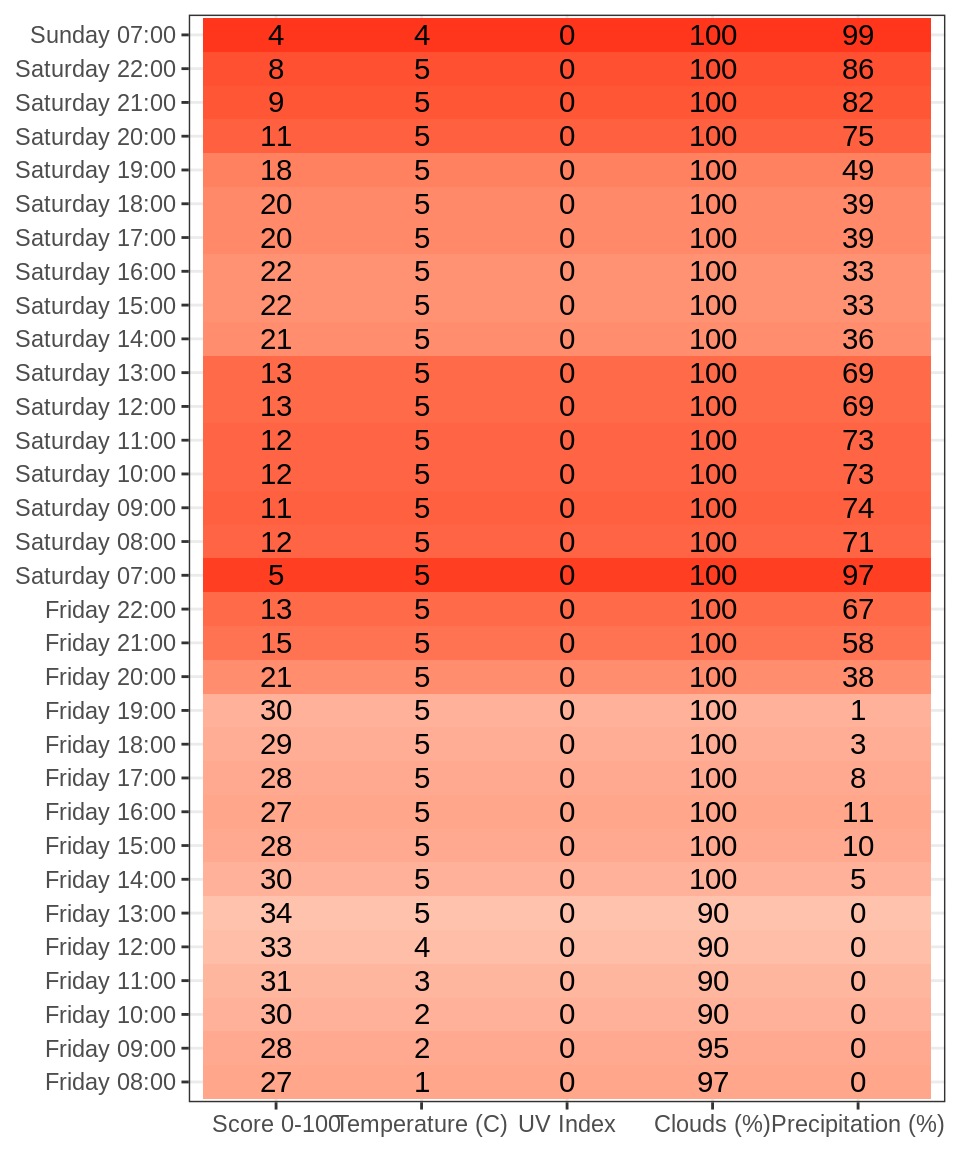 Sunday 07:00 4 4 0 100 99
Saturday 22:00 8 5 0 100 86
Saturday 21:00 9 5 0 100 82
Saturday 20:00 11 5 0 100 75
Saturday 19:00 18 5 0 100 49
Saturday 18:00 20 5 0 100 39
Saturday 17:00 20 5 0 100 39
Saturday 16:00 22 5 0 100 33
Saturday 15:00 22 5 0 100 33
Saturday 14:00 21 5 0 100 36
Saturday 13:00 13 5 0 100 69
Saturday 12:00 13 5 0 100 69
Saturday 11:00 12 5 0 100 73
Saturday 10:00 12 5 0 100 73
Saturday 09:00 11 5 0 100 74
Saturday 08:00 12 5 0 100 71
Saturday 07:00 5 5 0 100 97
Friday 22:00 13 5 0 100 67
Friday 21:00 15 5 0 100 58
Friday 20:00 21 5 0 100 38
Friday 19:00 30 5 0 100 1
Friday 18:00 29 5 0 100 3
Friday 17:00 28 5 0 100 8
Friday 16:00 27 5 0 100 11
Friday 15:00 28 5 0 100 10
Friday 14:00 30 5 0 100 5
Friday 13:00 34 5 0 90 0
Friday 12:00 33 4 0 90 0
Friday 11:00 31 3 0 90 0
Friday 10:00 30 2 0 90 0
Friday 09:00 28 2 0 95 0
Friday 08:00 27 1 0 97 0
Score 0-100 Temperature (C) UV Index Clouds (%) Precipitation (%)